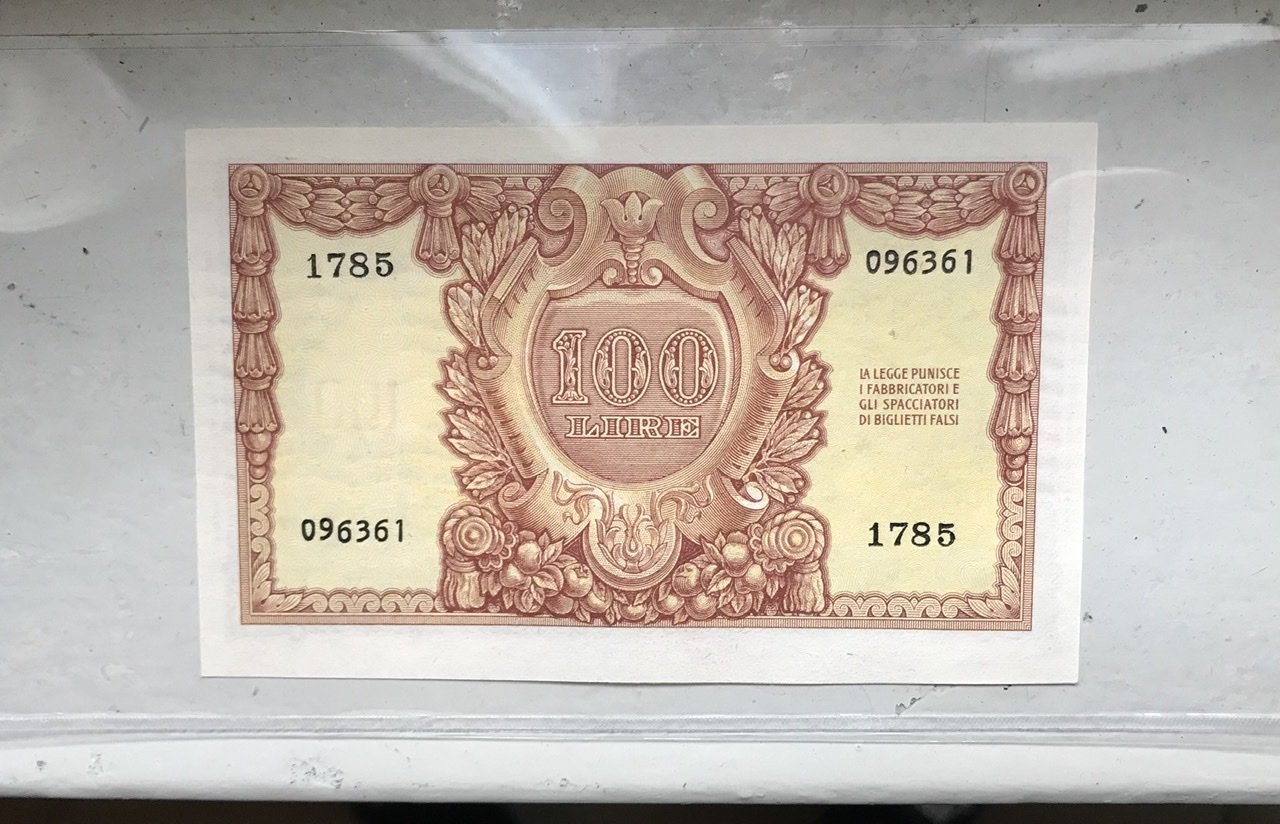 1785
096361
100
LIRE
LA LEGGE PUNISCE
I FABBRICATORI E
GLI SPACCIATORI
DI BIGLIETTI FALSI
096361
1785